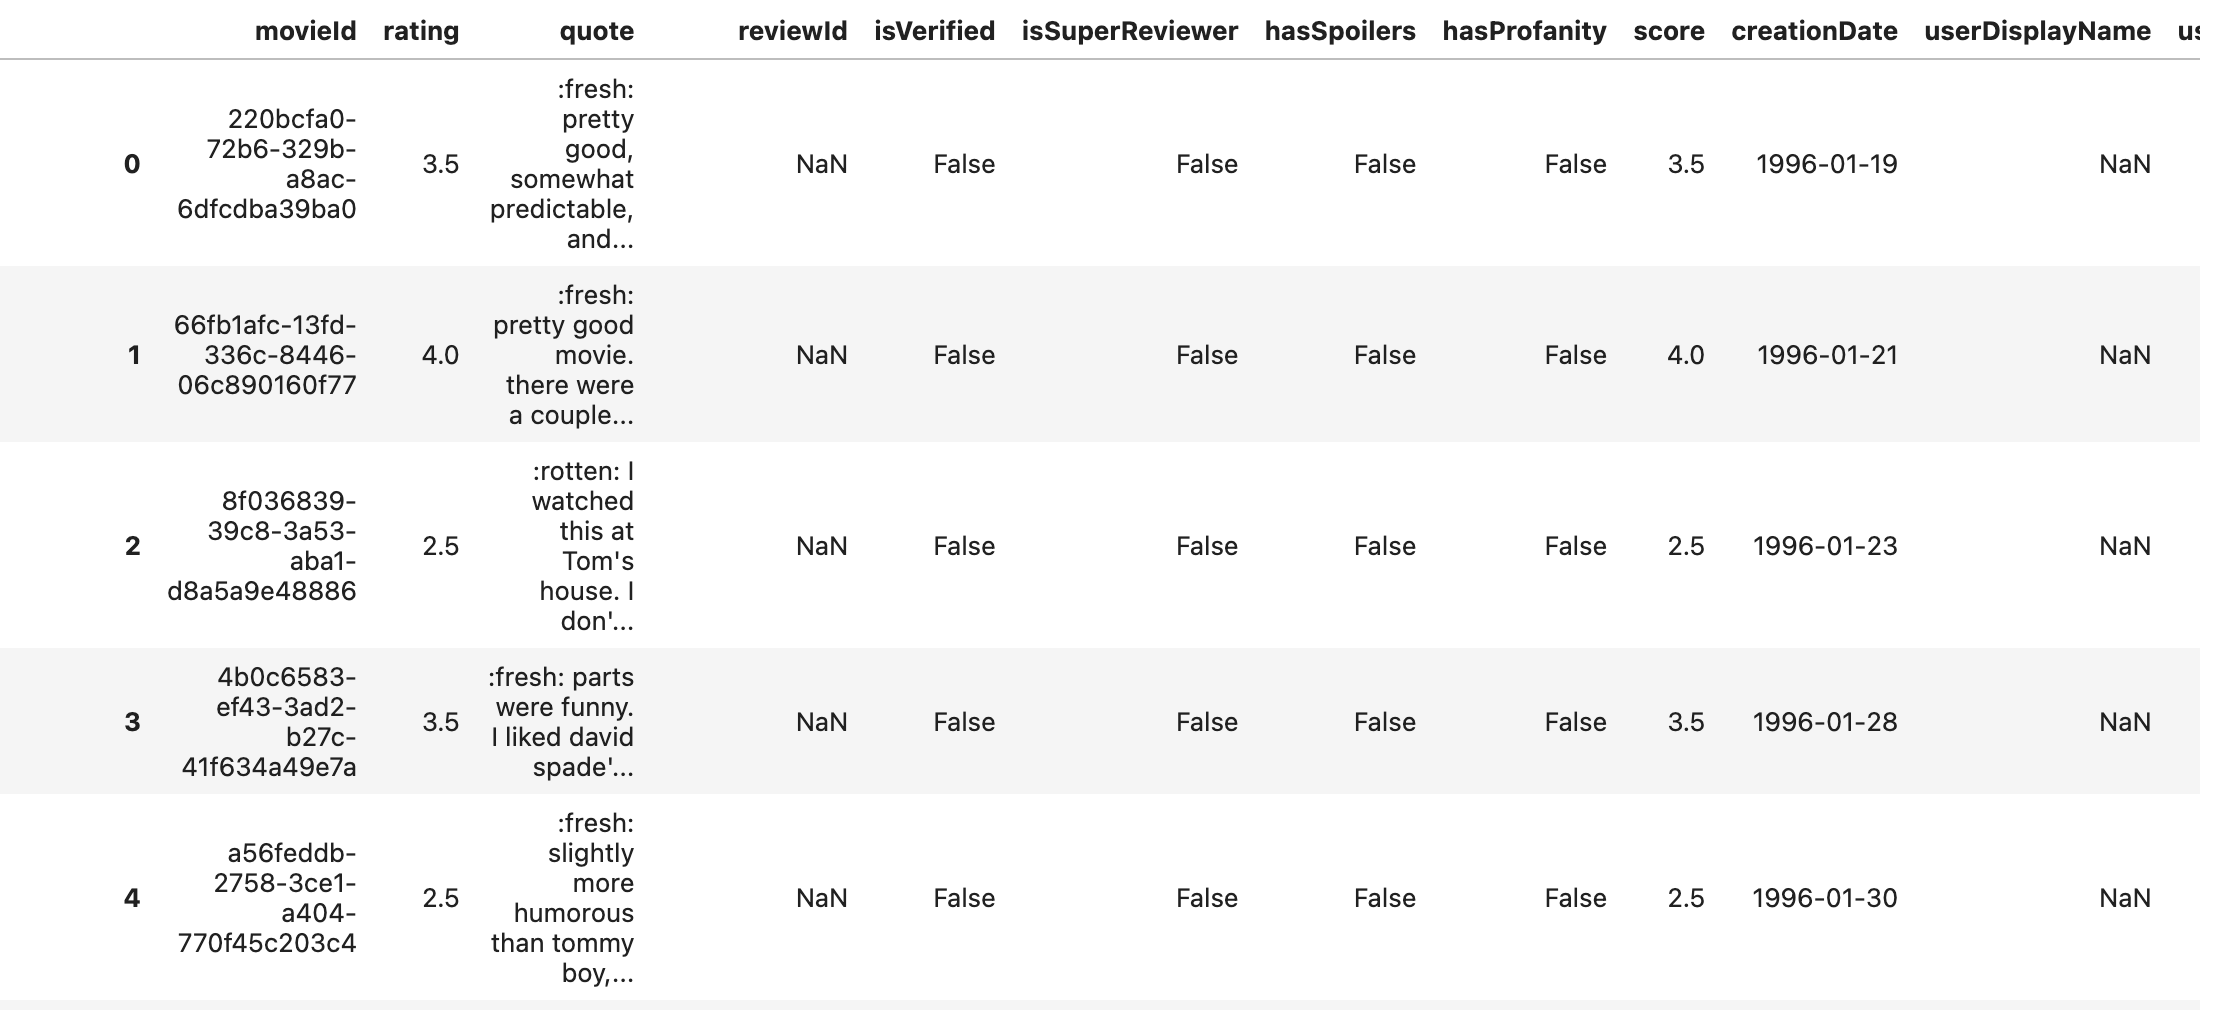 movieId rating quote reviewId isVerified isSuperReviewer hasSpoilers hasProfanity score creationDate userDisplayName us
0 220bcfa0-72b6-329b-a8ac-6dfcdba39ba0 3.5 :fresh: pretty good, somewhat predictable, and... NaN False False False False 3.5 1996-01-19 NaN
1 66fb1afc-13fd-336c-8446-06c890160f77 4.0 :fresh: pretty good movie. there were a couple... NaN False False False False 4.0 1996-01-21 NaN
2 8f036839-39c8-3a53-aba1-d8a5a9e48886 2.5 :rotten: I watched this at Tom's house. I don'... NaN False False False False 2.5 1996-01-23 NaN
3 4b0c6583-ef43-3ad2-b27c-41f634a49e7a 3.5 :fresh: parts were funny. I liked david spade'... NaN False False False False 3.5 1996-01-28 NaN
4 a56feddb-2758-3ce1-a404-770f45c203c4 2.5 :fresh: slightly more humorous than tommy boy,... NaN False False False False 2.5 1996-01-30 NaN